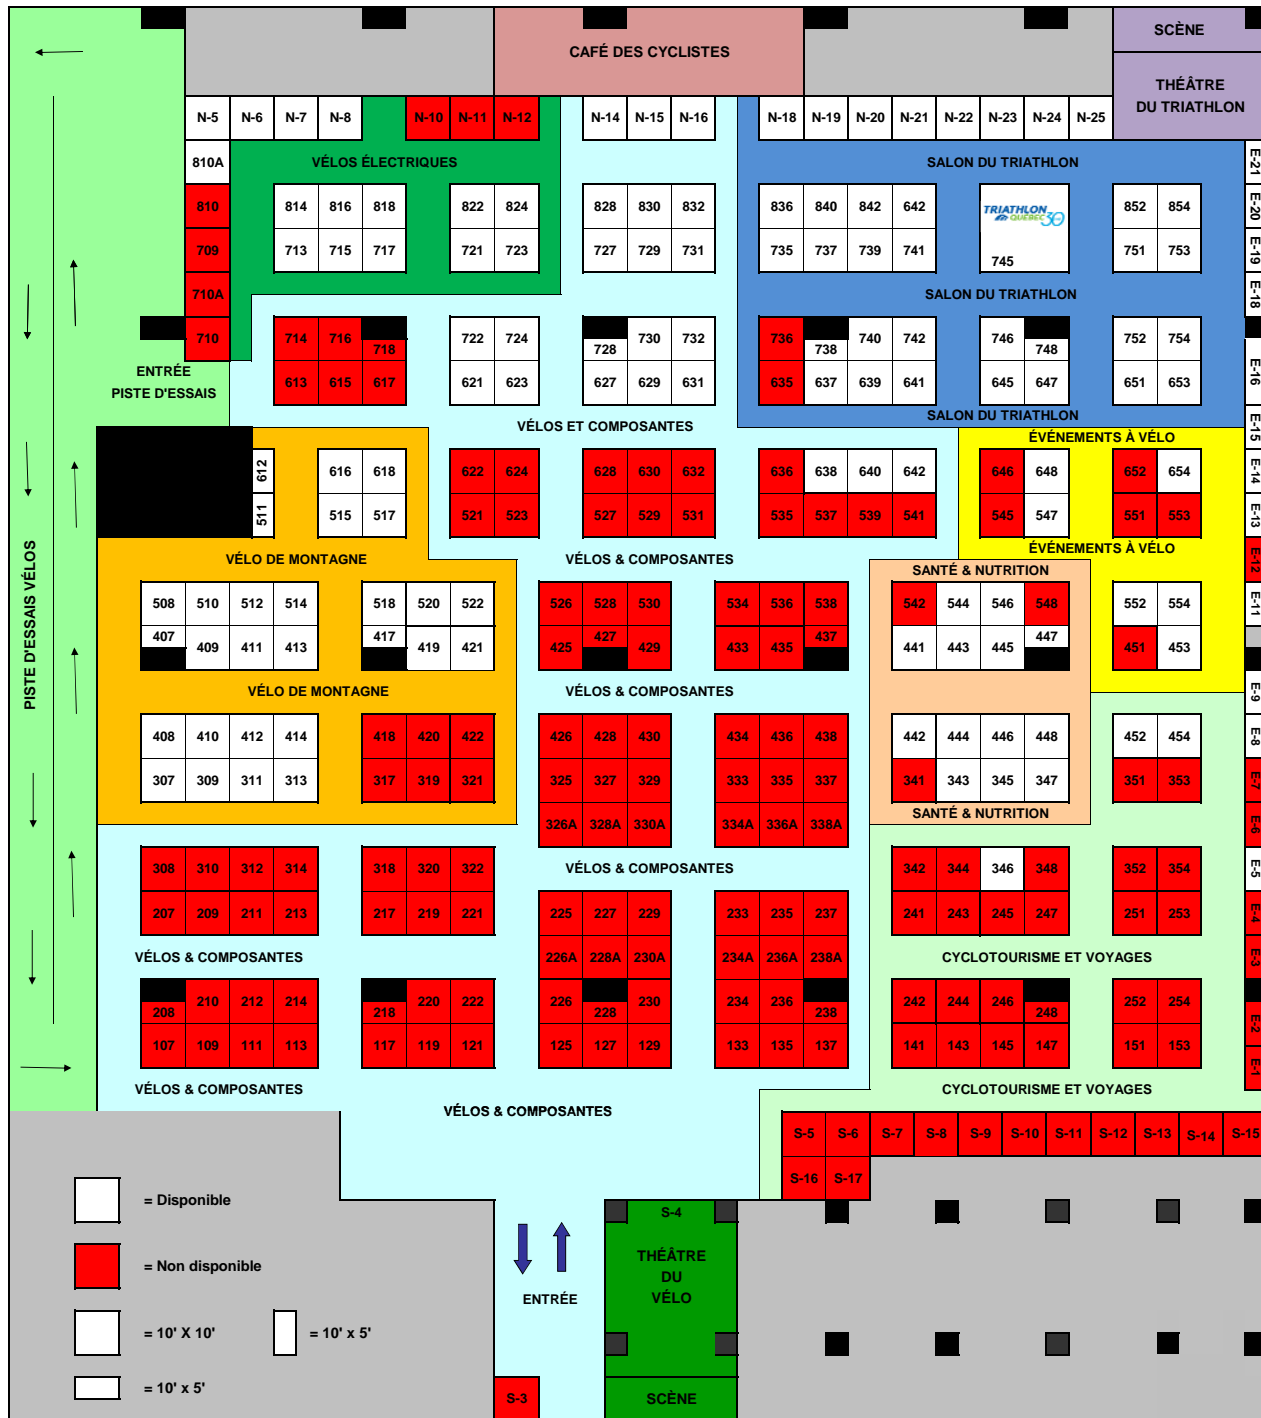 SCÈNE
CAFÉ DES CYCLISTES
THÉÂTRE
DU TRIATHLON
N-5 N-6 N-7 N-8 N-10 N-11 N-12 N-14 N-15 N-16 N-18 N-19 N-20 N-21 N-22 N-23 N-24 N-25
810A VÉLOS ÉLECTRIQUES SALON DU TRIATHLON E-21
810 814 816 818 822 824 828 830 832 836 840 842 642 TRIATHLON QUÉBEC 30 852 854 E-20
709 713 715 717 721 723 727 729 731 735 737 739 741 745 751 753 E-19
710A SALON DU TRIATHLON E-18
710 714 716 718 722 724 728 730 732 736 738 740 742 746 748 752 754
ENTRÉE
PISTE D'ESSAIS
613 615 617 621 623 627 629 631 635 637 639 641 645 647 651 653 E-16
SALON DU TRIATHLON
VÉLOS ET COMPOSANTES E-15
ÉVÉNEMENTS À VÉLO
612 616 618 622 624 628 630 632 636 638 640 642 646 648 652 654 E-14
511 515 517 521 523 527 529 531 535 537 539 541 545 547 551 553 E-13
ÉVÉNEMENTS À VÉLO
VÉLO DE MONTAGNE VÉLOS & COMPOSANTES E-12
SANTÉ & NUTRITION
508 510 512 514 518 520 522 526 528 530 534 536 538 542 544 546 548 552 554 E-11
407 409 411 413 417 419 421 425 427 429 433 435 437 441 443 445 447 451 453
PISTE D'ESSAIS VÉLOS
VÉLO DE MONTAGNE VÉLOS & COMPOSANTES E-9
408 410 412 414 418 420 422 426 428 430 434 436 438 442 444 446 448 452 454 E-8
307 309 311 313 317 319 321 325 327 329 333 335 337 341 343 345 347 351 353 E-7
326A 328A 330A 334A 336A 338A SANTÉ & NUTRITION E-6
VÉLOS & COMPOSANTES
308 310 312 314 318 320 322 342 344 346 348 352 354 E-5
207 209 211 213 217 219 221 225 227 229 233 235 237 241 243 245 247 251 253 E-4
VÉLOS & COMPOSANTES 226A 228A 230A 234A 236A 238A CYCLOTOURISME ET VOYAGES E-3
208 210 212 214 218 220 222 226 228 230 234 236 238 242 244 246 248 252 254 E-2
107 109 111 113 117 119 121 125 127 129 133 135 137 141 143 145 147 151 153 E-1
VÉLOS & COMPOSANTES CYCLOTOURISME ET VOYAGES
VÉLOS & COMPOSANTES
S-5 S-6 S-7 S-8 S-9 S-10 S-11 S-12 S-13 S-14 S-15
S-16 S-17
= Disponible
S-4
= Non disponible
THÉÂTRE
DU
VÉLO
ENTRÉE
= 10' X 10' = 10' x 5'
= 10' x 5'
S-3 SCÈNE